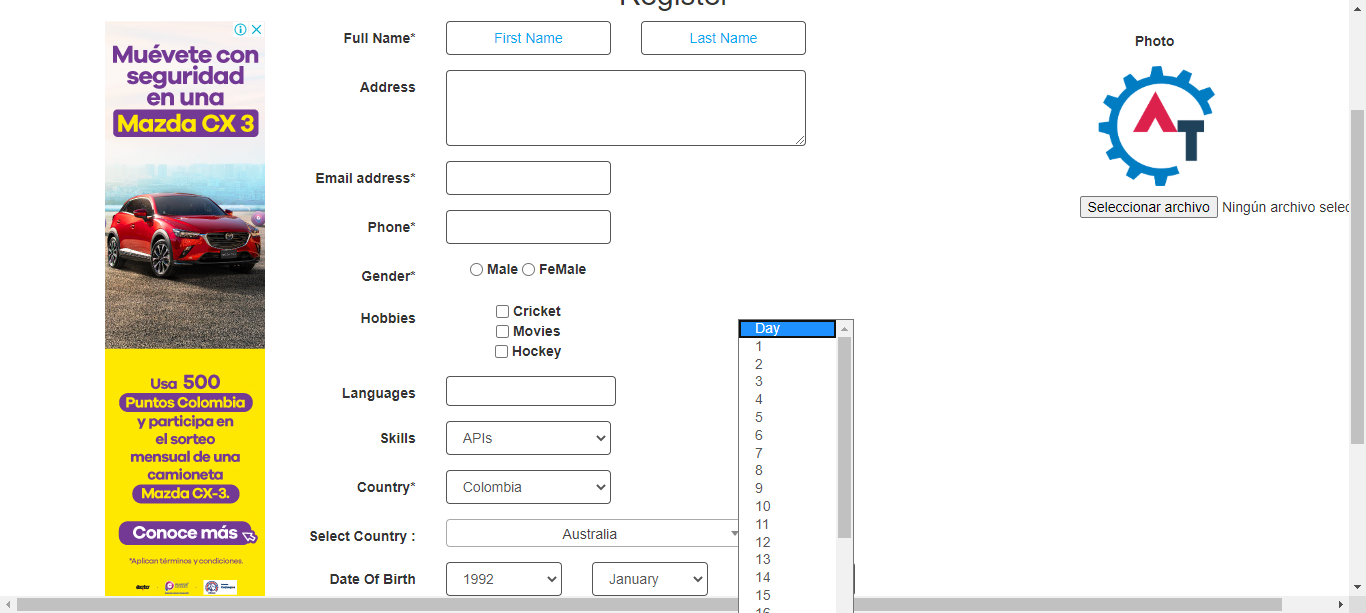 Register
Muévete con
seguridad
en una
Mazda CX 3
Usa 500
Puntos Colombia
y participa en
el sorteo
mensual de una
camioneta
Mazda CX-3.
Conoce más
*Aplican términos y condiciones.
Full Name* First Name Last Name
Address
Email address*
Phone*
Gender* Male FeMale
Hobbies Cricket
Movies
Hockey
Languages
Skills APIs
Country* Colombia
Select Country : Australia
Date Of Birth 1992 January
Day
1
2
3
4
5
6
7
8
9
10
11
12
13
14
15
16
Photo
AT
Seleccionar archivo Ningún archivo selec